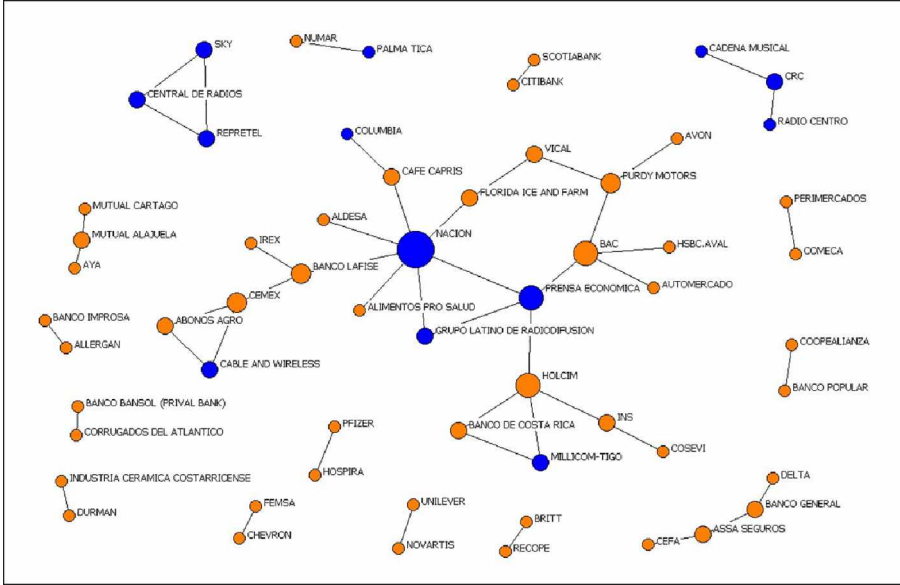 SKY
NUMAR
PALMA TICA
SCOTIABANK
CITIBANK
CADENA MUSICAL
CRC
CENTRAL DE RADIOS
REPRETEL
COLUMBIA
RADIO CENTRO
VICAL
AVON
CAFE CAPRIS
PURDY MOTORS
FLORIDA ICE AND FARM
MUTUAL CARTAGO
ALDESA
PERIMERCADOS
MUTUAL ALAJUELA
IREX
NACION
BAC
HSBC.AVAL
COMECA
AYA
BANCO LAFISE
PRENSA ECONOMICA
AUTOMERCADO
CEMEX
ALIMENTOS PRO SALUD
BANCO IMPROSA
ABONOS AGRO
GRUPO LATINO DE RADIODIFUSION
ALLERGAN
COOPEALIANZA
CABLE AND WIRELESS
HOLCIM
BANCO POPULAR
BANCO BANSOL (PRIVAL BANK)
CORRUGADOS DEL ATLANTICO
PFIZER
BANCO DE COSTA RICA
INS
COSEVI
MILLICOM-TIGO
HOSPIRA
INDUSTRIA CERAMICA COSTARRICENSE
DELTA
DURMAN
FEMSA
UNILEVER
BANCO GENERAL
CHEVRON
BRITT
ASSA SEGUROS
NOVARTIS
RECOPE
CEFA